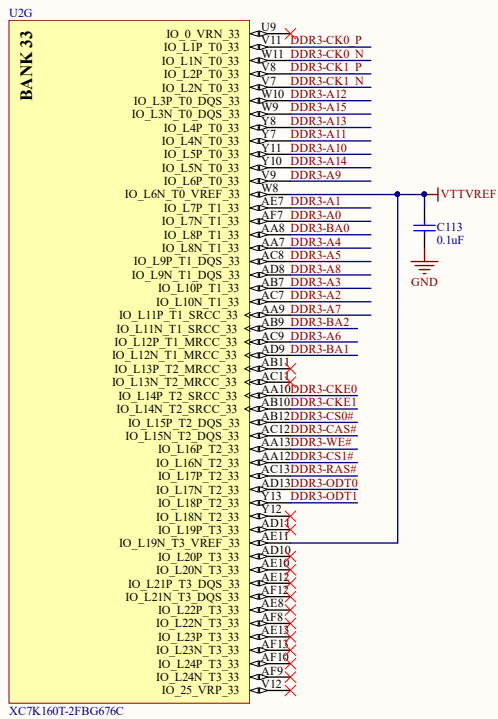 U2G
BANK 33
IO_0_VRN_33 U9
IO_L1P_T0_33 V11 DDR3-CK0_P
IO_L1N_T0_33 W11 DDR3-CK0_N
IO_L2P_T0_33 V8 DDR3-CK1_P
IO_L2N_T0_33 V7 DDR3-CK1_N
IO_L3P_T0_DQS_33 W10 DDR3-A12
IO_L3N_T0_DQS_33 W9 DDR3-A15
IO_L4P_T0_33 Y8 DDR3-A13
IO_L4N_T0_33 Y7 DDR3-A11
IO_L5P_T0_33 Y11 DDR3-A10
IO_L5N_T0_33 Y10 DDR3-A14
IO_L6P_T0_33 V9 DDR3-A9
IO_L6N_T0_VREF_33 W8 VTTVREF
IO_L7P_T1_33 AE7 DDR3-A1
IO_L7N_T1_33 AF7 DDR3-A0
IO_L8P_T1_33 AA8 DDR3-BA0
IO_L8N_T1_33 AA7 DDR3-A4
IO_L9P_T1_DQS_33 AC8 DDR3-A5
IO_L9N_T1_DQS_33 AD8 DDR3-A8
IO_L10P_T1_33 AB7 DDR3-A3
IO_L10N_T1_33 AC7 DDR3-A2
IO_L11P_T1_SRCC_33 AA9 DDR3-A7
IO_L11N_T1_SRCC_33 AB9 DDR3-BA2
IO_L12P_T1_MRCC_33 AC9 DDR3-A6
IO_L12N_T1_MRCC_33 AD9 DDR3-BA1
IO_L13P_T2_MRCC_33 AB11
IO_L13N_T2_MRCC_33 AC11
IO_L14P_T2_SRCC_33 AA10 DDR3-CKE0
IO_L14N_T2_SRCC_33 AB10 DDR3-CKE1
IO_L15P_T2_DQS_33 AB12 DDR3-CS0#
IO_L15N_T2_DQS_33 AC12 DDR3-CAS#
IO_L16P_T2_33 AA13 DDR3-WE#
IO_L16N_T2_33 AA12 DDR3-CS1#
IO_L17P_T2_33 AC13 DDR3-RAS#
IO_L17N_T2_33 AD13 DDR3-ODT0
IO_L18P_T2_33 Y13 DDR3-ODT1
IO_L18N_T2_33 Y12
IO_L19P_T3_33 AD11
IO_L19N_T3_VREF_33 AE11
IO_L20P_T3_33 AD10
IO_L20N_T3_33 AE10
IO_L21P_T3_DQS_33 AE12
IO_L21N_T3_DQS_33 AF12
IO_L22P_T3_33 AE8
IO_L22N_T3_33 AF8
IO_L23P_T3_33 AE13
IO_L23N_T3_33 AF13
IO_L24P_T3_33 AF10
IO_L24N_T3_33 AF9
IO_25_VRP_33 V12
C113
0.1uF
GND
XC7K160T-2FBG676C